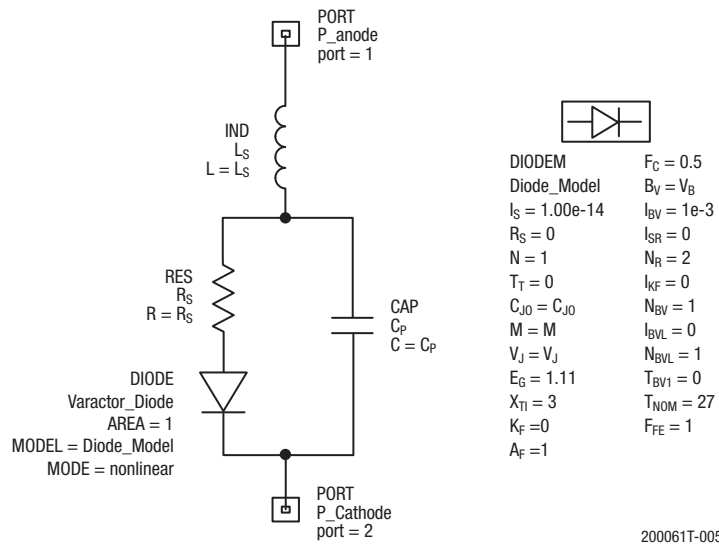 PORT
P_anode
port = 1
IND
LS
L = LS
RES
RS
R = RS
CAP
CP
C = CP
DIODE
Varactor_Diode
AREA = 1
MODEL = Diode_Model
MODE = nonlinear
PORT
P_Cathode
port = 2
DIODEM
Diode_Model
IS = 1.00e-14
RS = 0
N = 1
TT = 0
CJ0 = CJ0
M = M
VJ = VJ
EG = 1.11
XTI = 3
KF =0
AF =1
FC = 0.5
BV = VB
IBV = 1e-3
ISR = 0
NR = 2
IKF = 0
NBV = 1
IBVL = 0
NBVL = 1
TBV1 = 0
TNOM = 27
FFE = 1
200061T-005